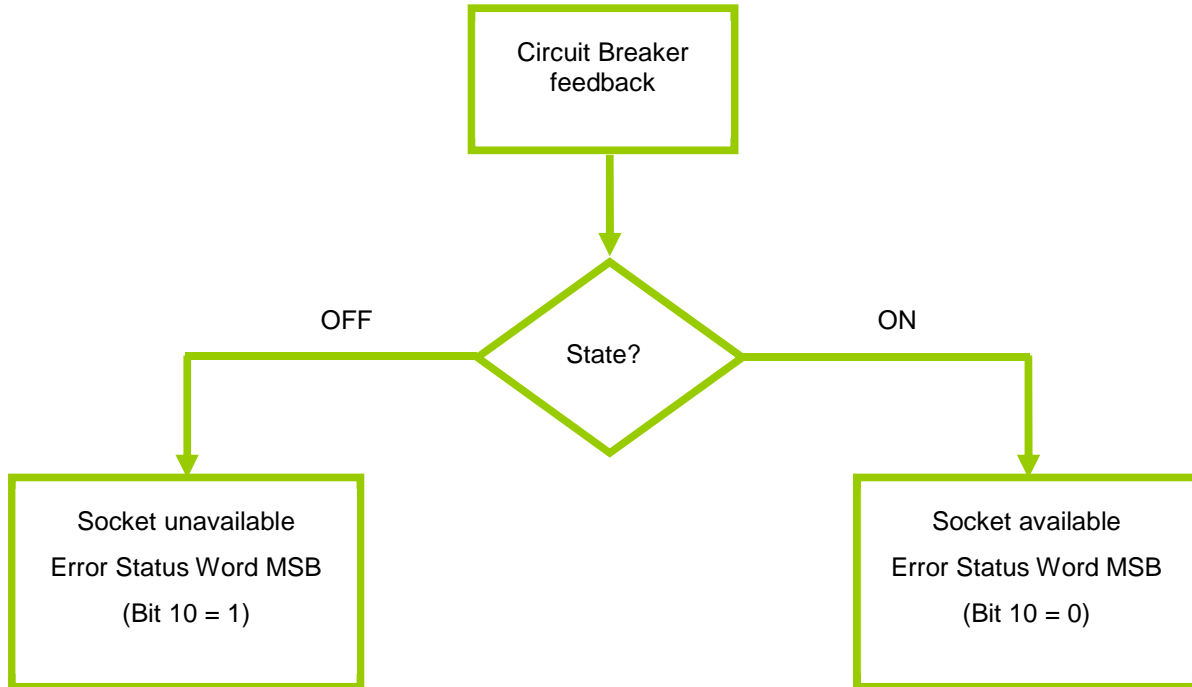 Circuit Breaker
feedback
OFF
ON
State?
Socket unavailable
Error Status Word MSB
(Bit 10 = 1)
Socket available
Error Status Word MSB
(Bit 10 = 0)